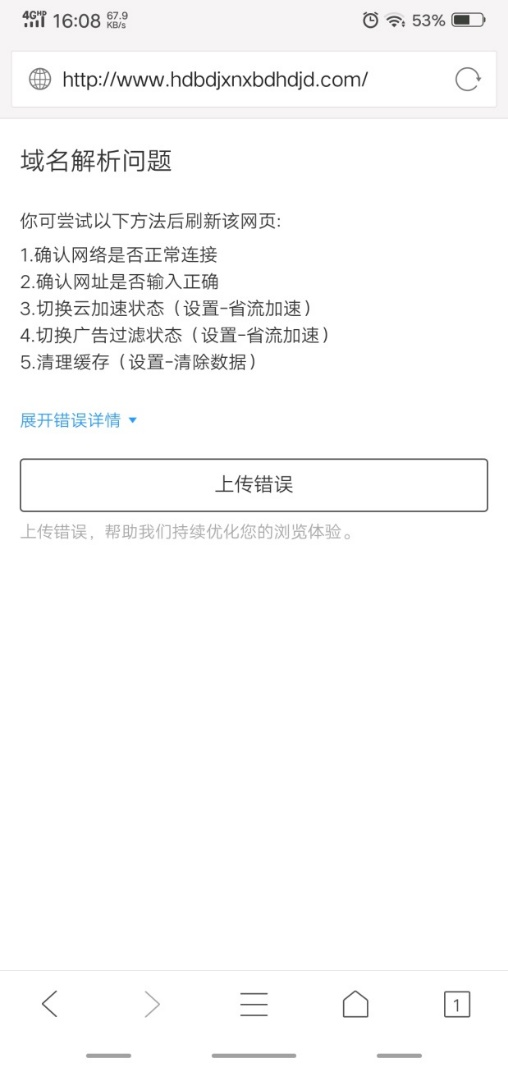 4GHD 16:08 67.9 KB/s 53%
http://www.hdbdjxnxbdhdjd.com/
域名解析问题
你可尝试以下方法后刷新该网页:
1.确认网络是否正常连接
2.确认网址是否输入正确
3.切换云加速状态（设置-省流加速）
4.切换广告过滤状态（设置-省流加速）
5.清理缓存（设置-清除数据）
展开错误详情
上传错误
上传错误，帮助我们持续优化您的浏览体验。
1